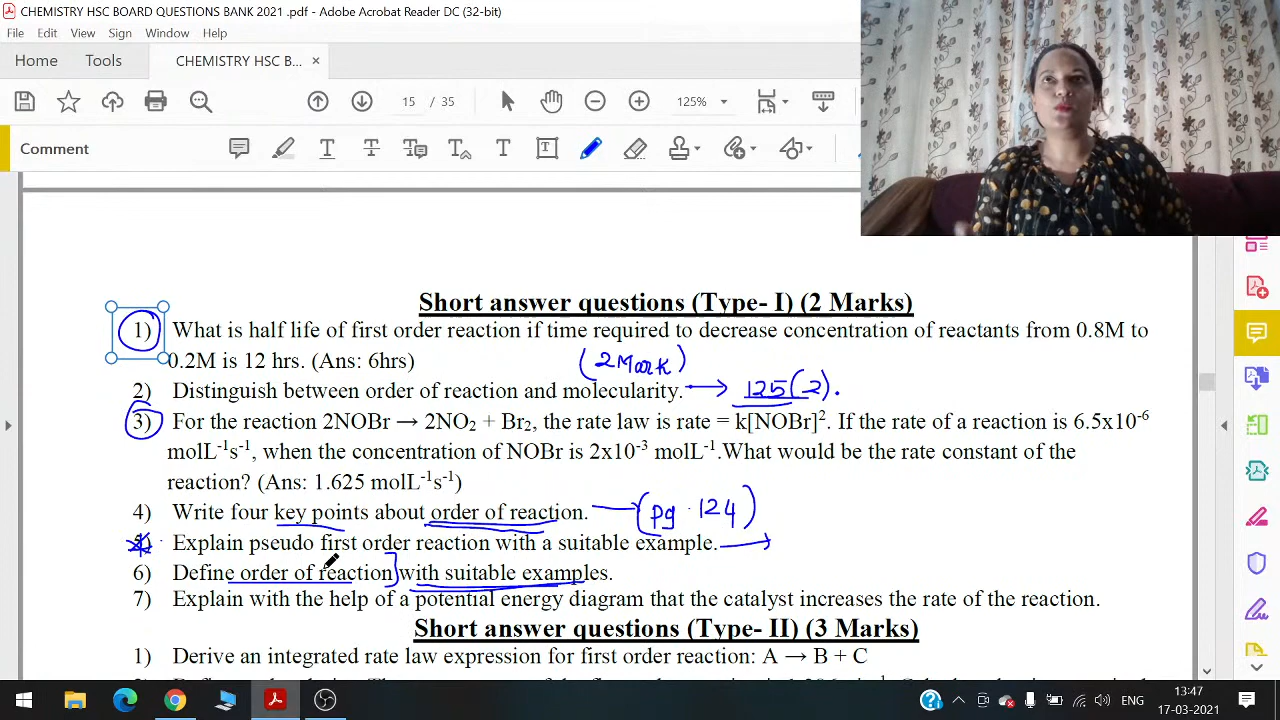 CHEMISTRY HSC BOARD QUESTIONS BANK 2021 .pdf - Adobe Acrobat Reader DC (32-bit)
File Edit View Sign Window Help
Home Tools CHEMISTRY HSC B... ×
15 / 35 125%
Comment
Short answer questions (Type- I) (2 Marks)
1) What is half life of first order reaction if time required to decrease concentration of reactants from 0.8M to
0.2M is 12 hrs. (Ans: 6hrs)
(2 Mark)
2) Distinguish between order of reaction and molecularity. → 125(2).
3) For the reaction 2NOBr → 2NO₂ + Br₂, the rate law is rate = k[NOBr]². If the rate of a reaction is 6.5x10⁻⁶
molL⁻¹s⁻¹, when the concentration of NOBr is 2x10⁻³ molL⁻¹.What would be the rate constant of the
reaction? (Ans: 1.625 molL⁻¹s⁻¹)
4) Write four key points about order of reaction. → (pg. 124)
5) Explain pseudo first order reaction with a suitable example. →
6) Define order of reaction with suitable examples.
7) Explain with the help of a potential energy diagram that the catalyst increases the rate of the reaction.
Short answer questions (Type- II) (3 Marks)
1) Derive an integrated rate law expression for first order reaction: A → B + C
ENG 13:47
17-03-2021